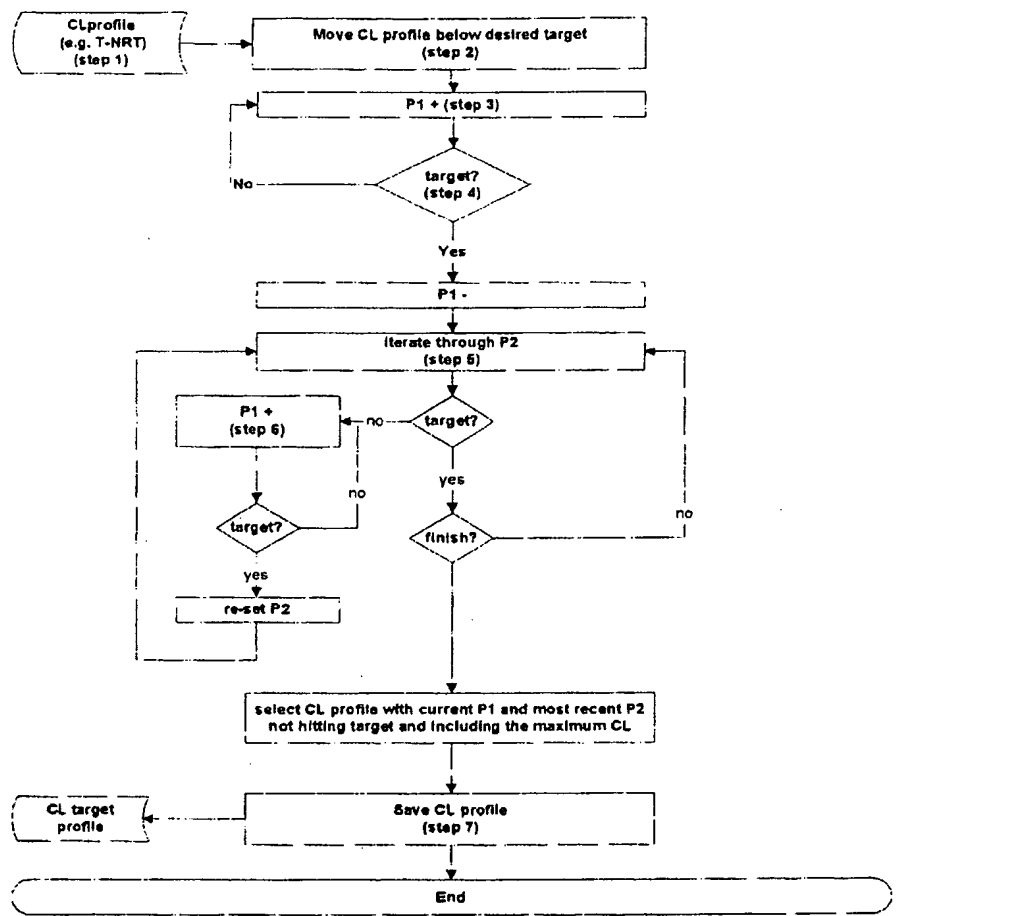 CLprofile
(e.g. T-NRT)
(step 1)
Move CL profile below desired target
(step 2)
P1 + (step 3)
target?
(step 4)
No
Yes
P1 -
Iterate through P2
(step 5)
target?
no
P1 +
(step 6)
no
yes
target?
finish?
no
yes
re-set P2
select CL profile with current P1 and most recent P2
not hitting target and including the maximum CL
Save CL profile
(step 7)
CL target
profile
End